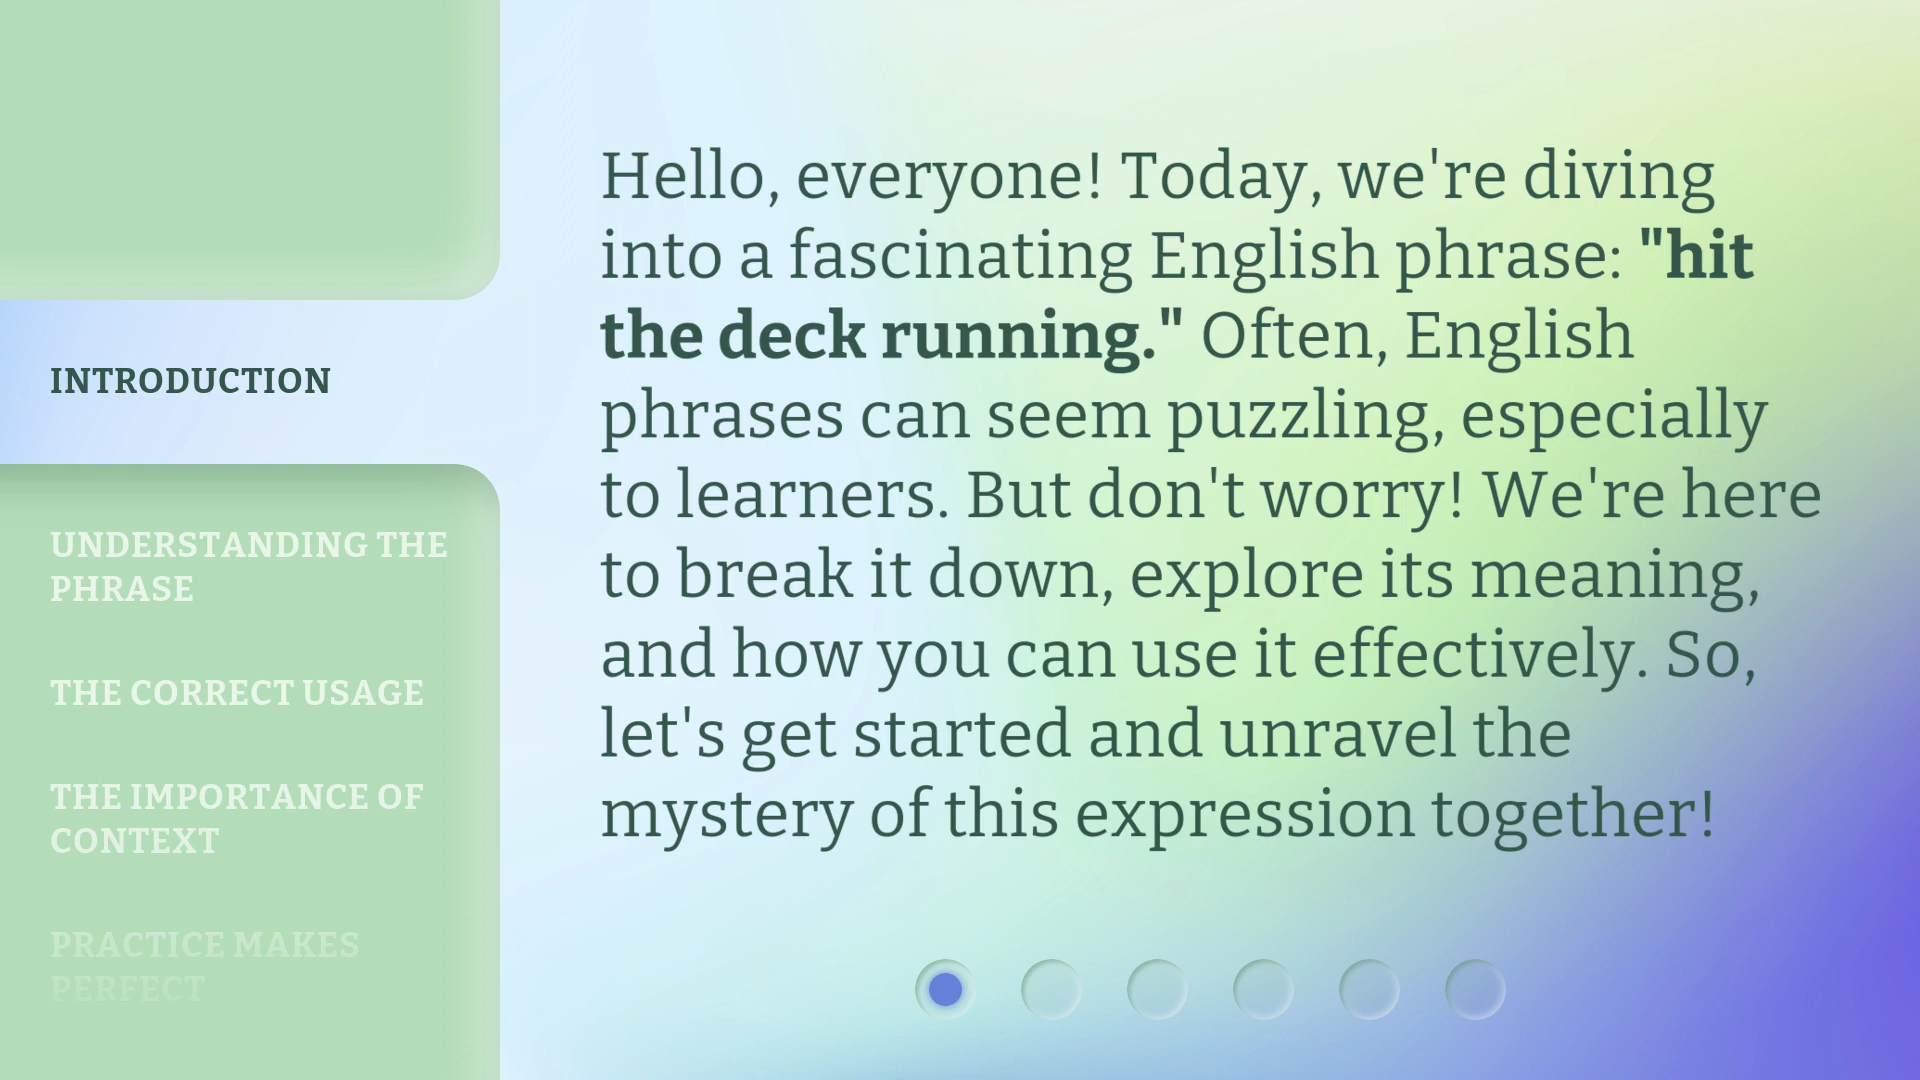 INTRODUCTION
UNDERSTANDING THE
PHRASE
THE CORRECT USAGE
THE IMPORTANCE OF
CONTEXT
PRACTICE MAKES
PERFECT
Hello, everyone! Today, we're diving
into a fascinating English phrase: "hit
the deck running." Often, English
phrases can seem puzzling, especially
to learners. But don't worry! We're here
to break it down, explore its meaning,
and how you can use it effectively. So,
let's get started and unravel the
mystery of this expression together!